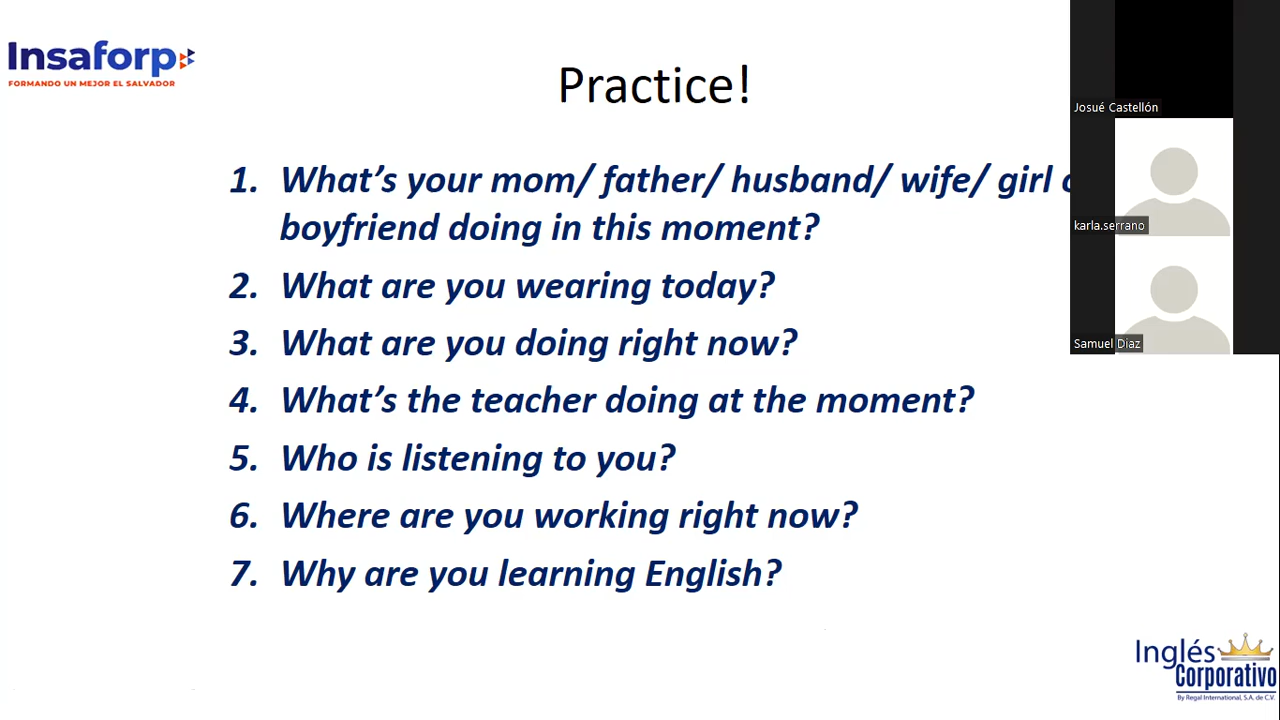 Insaforp
FORMANDO UN MEJOR EL SALVADOR
Practice!
1. What's your mom/ father/ husband/ wife/ girl
boyfriend doing in this moment?
2. What are you wearing today?
3. What are you doing right now?
4. What's the teacher doing at the moment?
5. Who is listening to you?
6. Where are you working right now?
7. Why are you learning English?
Josué Castellón
karla.serrano
Samuel Diaz
Inglés
Corporativo
By Regal International, S.A. de C.V.